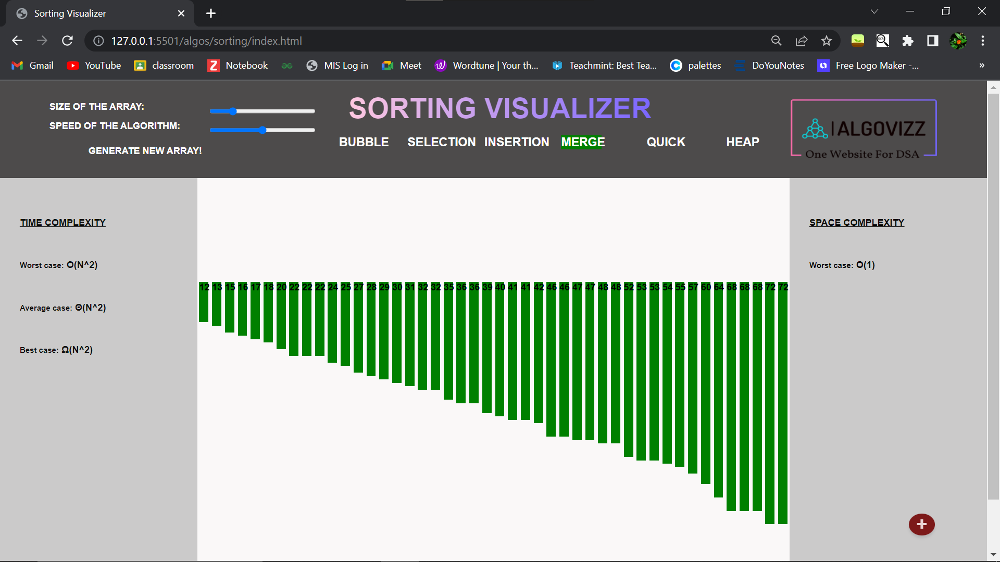 Sorting Visualizer
127.0.0.1:5501/algos/sorting/index.html
Gmail YouTube classroom Notebook MIS Log in Meet Wordtune | Your th... Teachmint: Best Tea... palettes DoYouNotes Free Logo Maker -... »
SIZE OF THE ARRAY:
SPEED OF THE ALGORITHM:
GENERATE NEW ARRAY!
SORTING VISUALIZER
BUBBLE SELECTION INSERTION MERGE QUICK HEAP
|ALGOVIZZ
One Website For DSA
TIME COMPLEXITY
Worst case: O(N^2)
Average case: Θ(N^2)
Best case: Ω(N^2)
12 13 15 16 17 18 20 22 22 22 24 25 27 28 29 30 31 32 32 35 36 36 39 40 41 41 42 46 46 47 47 48 48 52 53 53 54 55 57 60 64 68 68 68 72 72
SPACE COMPLEXITY
Worst case: O(1)
+